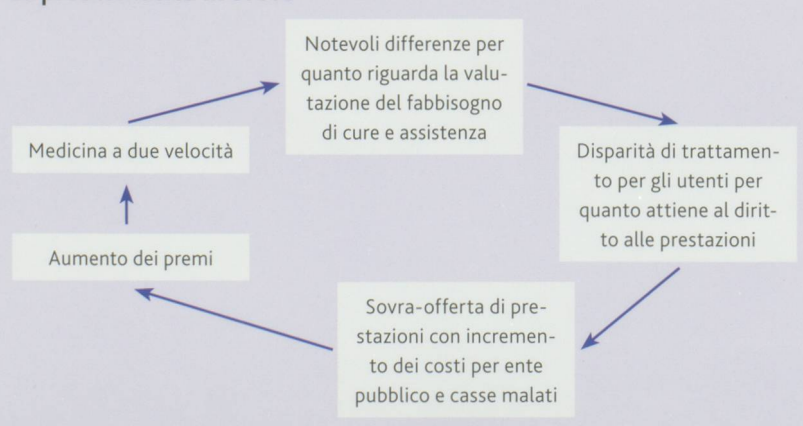 Notevoli differenze per
quanto riguarda la valu-
tazione del fabbisogno
di cure e assistenza
Disparità di trattamen-
to per gli utenti per
quanto attiene al dirit-
to alle prestazioni
Sovra-offerta di pre-
stazioni con incremen-
to dei costi per ente
pubblico e casse malati
Aumento dei premi
Medicina a due velocità